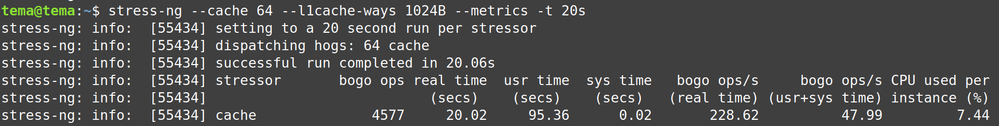 tema@tema:~$ stress-ng --cache 64 --l1cache-ways 1024B --metrics -t 20s
stress-ng: info:  [55434] setting to a 20 second run per stressor
stress-ng: info:  [55434] dispatching hogs: 64 cache
stress-ng: info:  [55434] successful run completed in 20.06s
stress-ng: info:  [55434] stressor       bogo ops real time  usr time  sys time   bogo ops/s     bogo ops/s CPU used per
stress-ng: info:  [55434]                           (secs)    (secs)    (secs)   (real time) (usr+sys time) instance (%)
stress-ng: info:  [55434] cache              4577     20.02     95.36      0.02       228.62          47.99         7.44